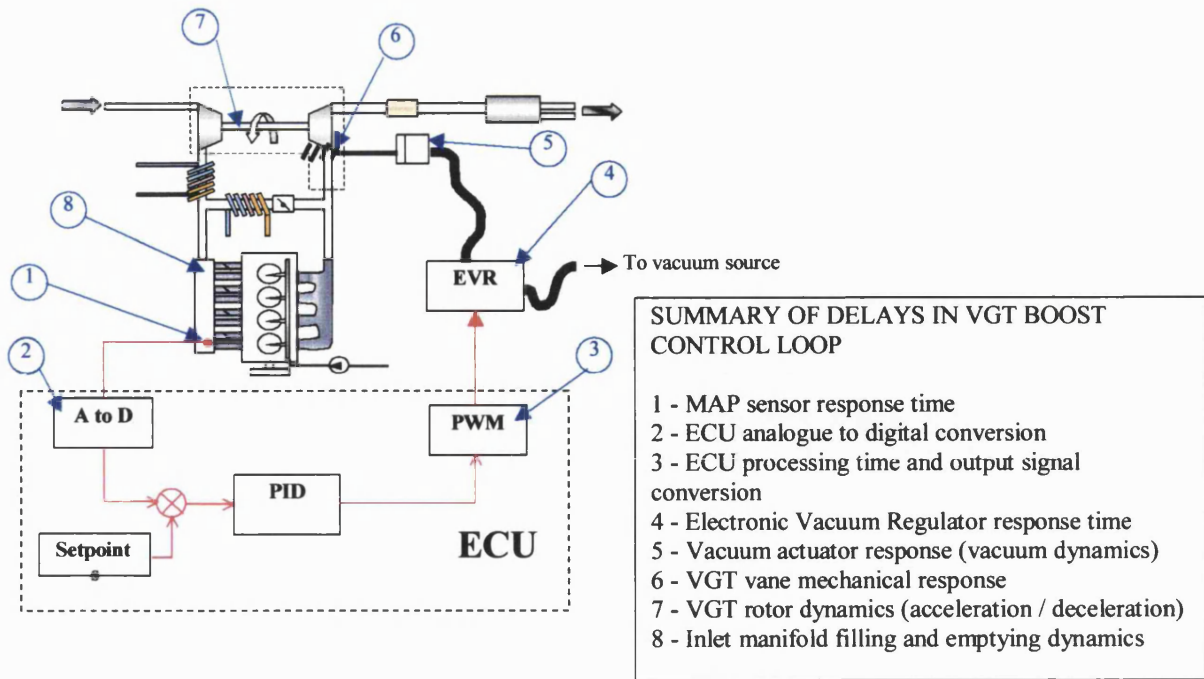 7
6
5
4
8
1
2
3
EVR
To vacuum source
A to D
PWM
PID
Setpoint
s
ECU
SUMMARY OF DELAYS IN VGT BOOST
CONTROL LOOP
1 - MAP sensor response time
2 - ECU analogue to digital conversion
3 - ECU processing time and output signal
conversion
4 - Electronic Vacuum Regulator response time
5 - Vacuum actuator response (vacuum dynamics)
6 - VGT vane mechanical response
7 - VGT rotor dynamics (acceleration / deceleration)
8 - Inlet manifold filling and emptying dynamics